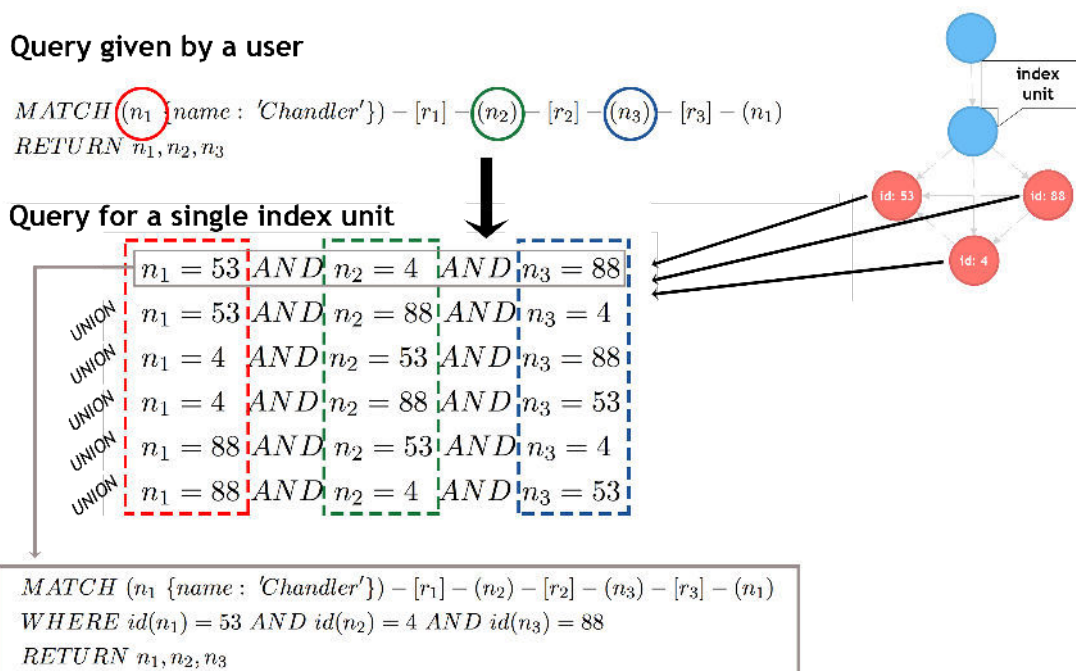 Query given by a user
index
unit
MATCH (n₁ {name : 'Chandler'}) − [r₁] − (n₂) − [r₂] − (n₃) − [r₃] − (n₁)
RETURN n₁, n₂, n₃
id: 53
id: 88
Query for a single index unit
id: 4
n₁ = 53 AND n₂ = 4 AND n₃ = 88
UNION n₁ = 53 AND n₂ = 88 AND n₃ = 4
UNION n₁ = 4 AND n₂ = 53 AND n₃ = 88
UNION n₁ = 4 AND n₂ = 88 AND n₃ = 53
UNION n₁ = 88 AND n₂ = 53 AND n₃ = 4
UNION n₁ = 88 AND n₂ = 4 AND n₃ = 53
MATCH (n₁ {name : 'Chandler'}) − [r₁] − (n₂) − [r₂] − (n₃) − [r₃] − (n₁)
WHERE id(n₁) = 53 AND id(n₂) = 4 AND id(n₃) = 88
RETURN n₁, n₂, n₃